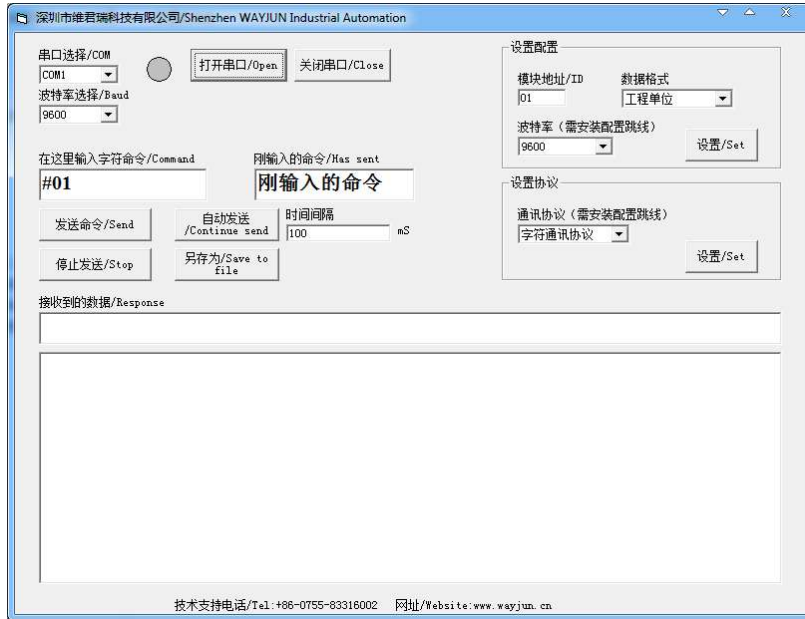 深圳市维君瑞科技有限公司/Shenzhen WAYJUN Industrial Automation
串口选择/COM
COM1
打开串口/Open
关闭串口/Close
波特率选择/Baud
9600
设置配置
模块地址/ID
数据格式
01
工程单位
波特率（需安装配置跳线）
9600
设置/Set
在这里输入字符命令/Command
刚输入的命令/Has sent
#01
刚输入的命令
发送命令/Send
自动发送
/Continue send
时间间隔
100
mS
停止发送/Stop
另存为/Save to
file
设置协议
通讯协议（需安装配置跳线）
字符通讯协议
设置/Set
接收到的数据/Response
技术支持电话/Tel:+86-0755-83316002 网址/Website:www.wayjun.cn